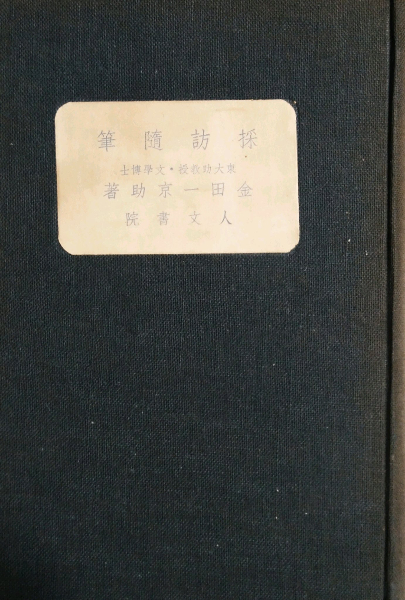 採訪隨筆
東大助教授・文學博士
金田一京助著
人文書院